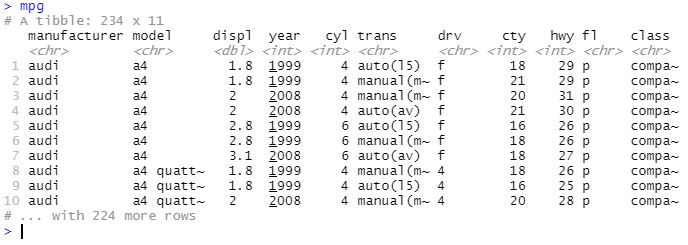 > mpg
# A tibble: 234 x 11
   manufacturer model      displ  year   cyl trans      drv     cty   hwy fl    class
   <chr>        <chr>      <dbl> <int> <int> <chr>      <chr> <int> <int> <chr> <chr>
 1 audi         a4           1.8  1999     4 auto(l5)   f        18    29 p     compa~
 2 audi         a4           1.8  1999     4 manual(m~ f        21    29 p     compa~
 3 audi         a4           2    2008     4 manual(m~ f        20    31 p     compa~
 4 audi         a4           2    2008     4 auto(av)   f        21    30 p     compa~
 5 audi         a4           2.8  1999     6 auto(l5)   f        16    26 p     compa~
 6 audi         a4           2.8  1999     6 manual(m~ f        18    26 p     compa~
 7 audi         a4           3.1  2008     6 auto(av)   f        18    27 p     compa~
 8 audi         a4 quatt~    1.8  1999     4 manual(m~ 4        18    26 p     compa~
 9 audi         a4 quatt~    1.8  1999     4 auto(l5)   4        16    25 p     compa~
10 audi         a4 quatt~    2    2008     4 manual(m~ 4        20    28 p     compa~
# ... with 224 more rows
>